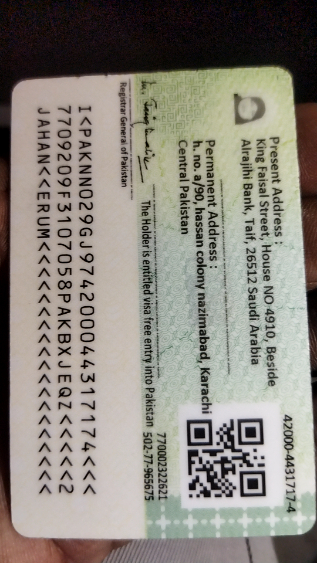 42000-4431717-4
Present Address :
King Faisal Street, House NO 4910, Beside
Alrajihi Bank, Taif, 26512 Saudi Arabia
Permanent Address :
h. no. a/90, hassan colony nazimabad, Karachi
Central Pakistan
770002322621
The Holder is entitled visa free entry into Pakistan 502-77-965675
Registrar General of Pakistan
I<PAKNN029GJ974200044317174<<<
7709209F3107058PAKBXJEQZ<<<<<2
JAHAN<<ERUM<<<<<<<<<<<<<<<<<<<